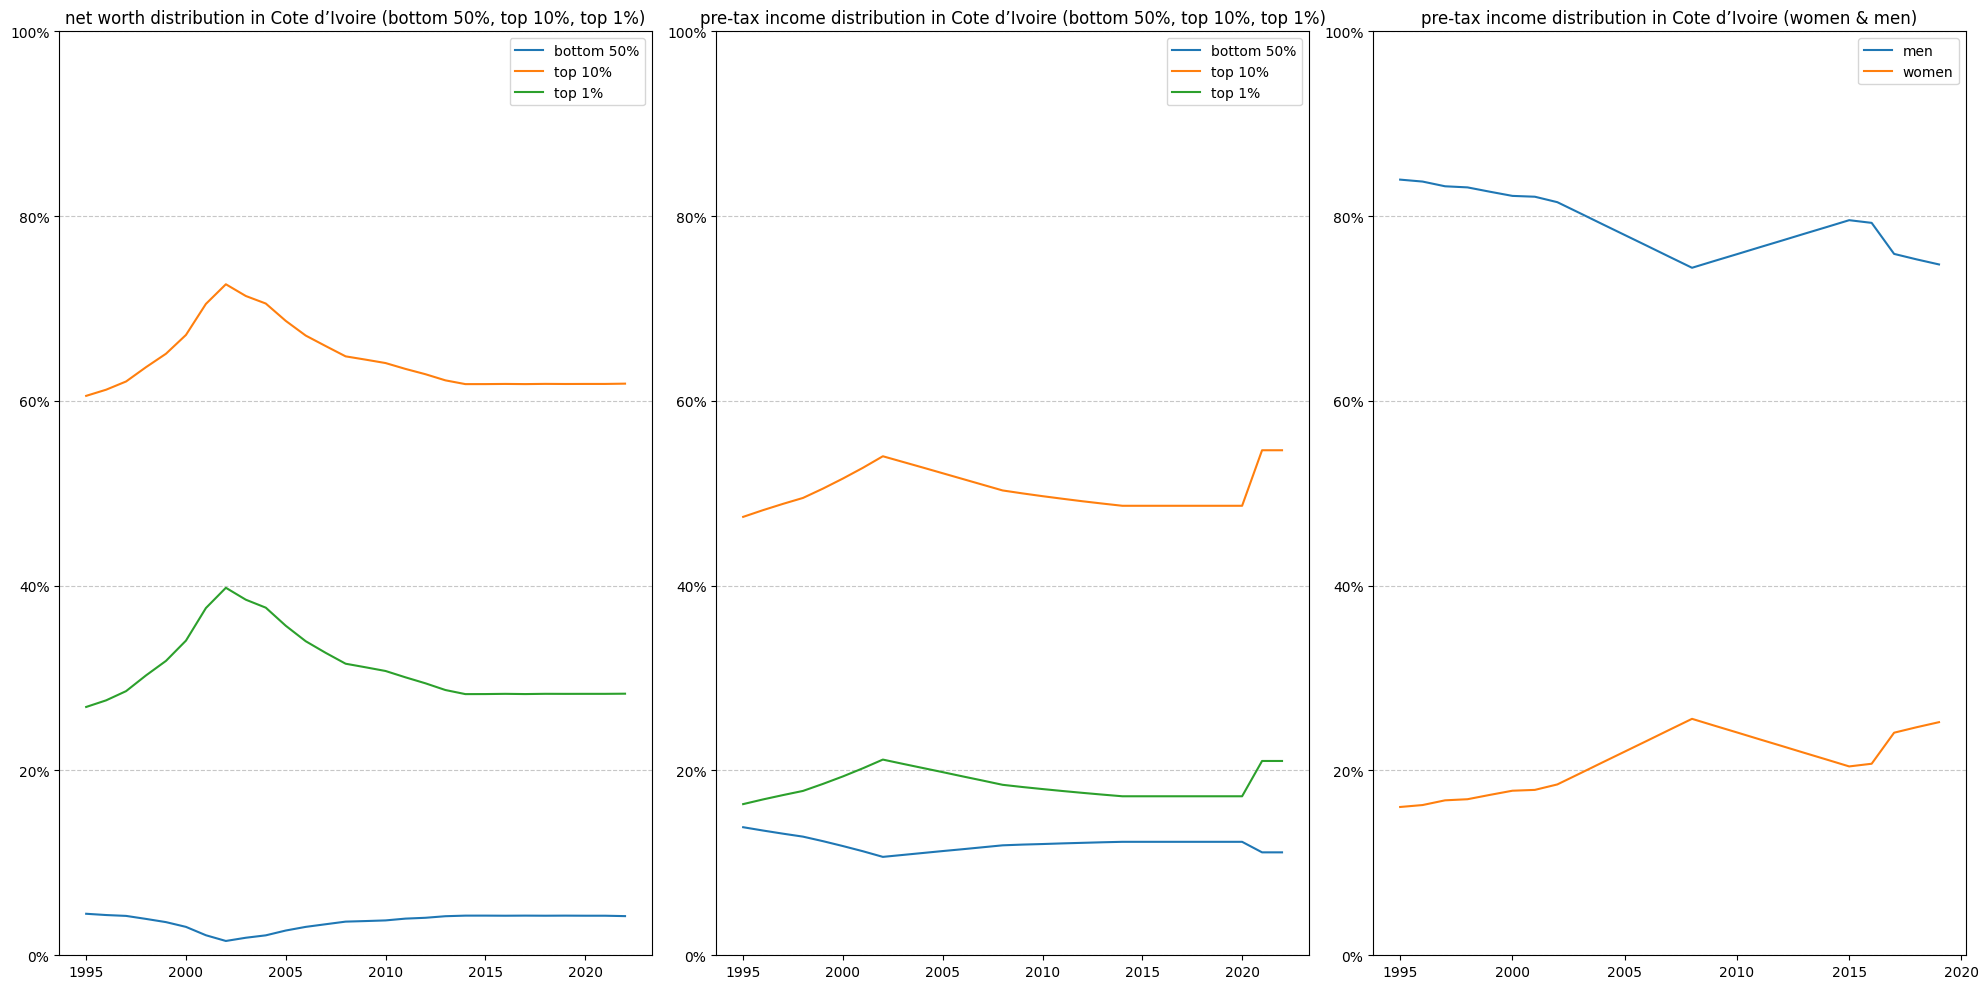 net worth distribution in Cote d’Ivoire (bottom 50%, top 10%, top 1%)
100%
80%
60%
40%
20%
0%
1995 2000 2005 2010 2015 2020
bottom 50%
top 10%
top 1%
pre-tax income distribution in Cote d’Ivoire (bottom 50%, top 10%, top 1%)
100%
80%
60%
40%
20%
0%
1995 2000 2005 2010 2015 2020
bottom 50%
top 10%
top 1%
pre-tax income distribution in Cote d’Ivoire (women & men)
100%
80%
60%
40%
20%
0%
1995 2000 2005 2010 2015 2020
men
women